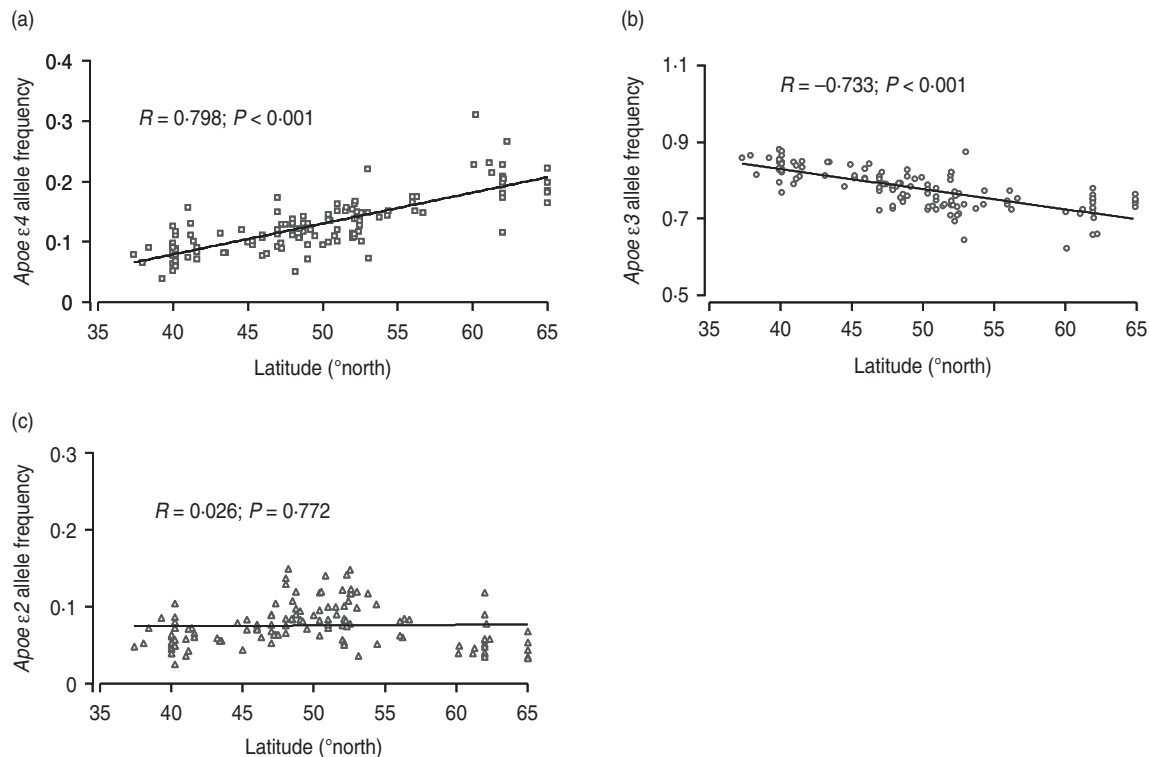 (a)
0·4
0·3
0·2
0·1
0
Apoe ε4 allele frequency
R = 0·798; P < 0·001
35 40 45 50 55 60 65
Latitude (°north)
(b)
1·1
0·9
0·7
0·5
Apoe ε3 allele frequency
R = –0·733; P < 0·001
35 40 45 50 55 60 65
Latitude (°north)
(c)
0·3
0·2
0·1
0
Apoe ε2 allele frequency
R = 0·026; P = 0·772
35 40 45 50 55 60 65
Latitude (°north)